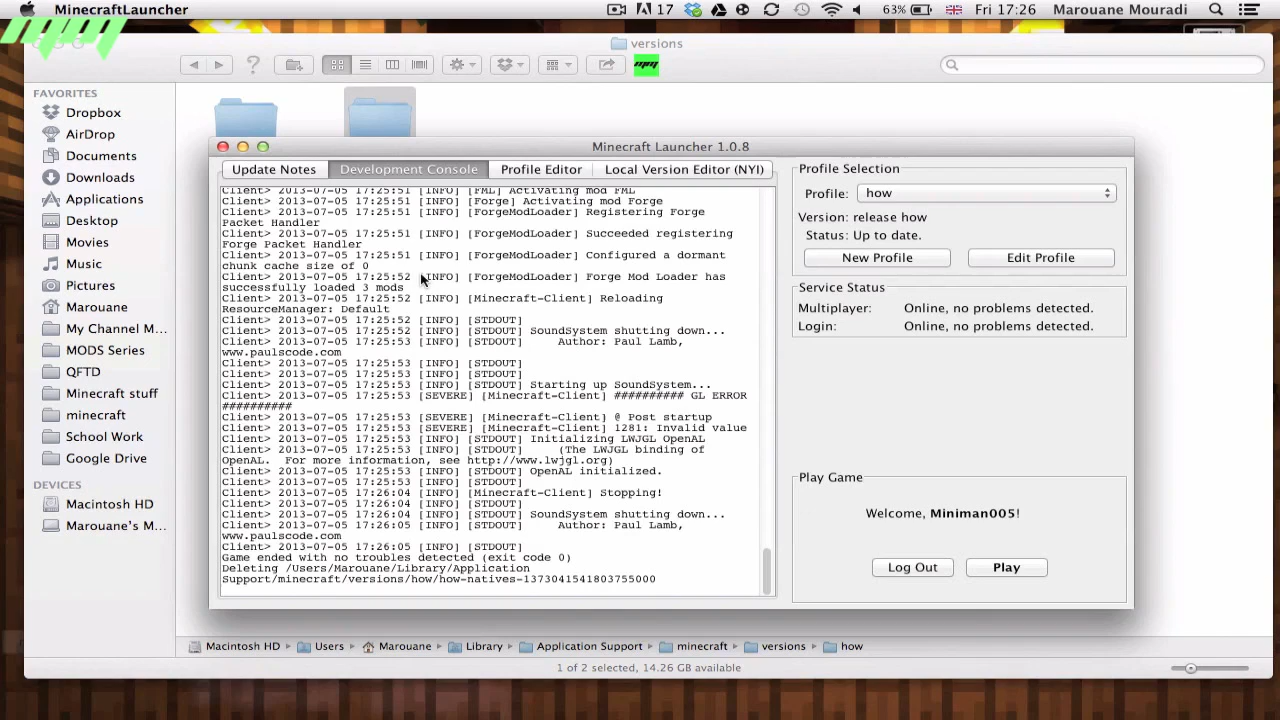 MinecraftLauncher
17
63%
Fri 17:26
Marouane Mouradi
versions
FAVORITES
Dropbox
AirDrop
Documents
Downloads
Applications
Desktop
Movies
Music
Pictures
Marouane
My Channel M...
MODS Series
QFTD
Minecraft stuff
minecraft
School Work
Google Drive
DEVICES
Macintosh HD
Marouane's M...
Minecraft Launcher 1.0.8
Update Notes
Development Console
Profile Editor
Local Version Editor (NYI)
Client> 2013-07-05 17:25:51 [INFO] [FML] Activating mod FML
Client> 2013-07-05 17:25:51 [INFO] [Forge] Activating mod Forge
Client> 2013-07-05 17:25:51 [INFO] [ForgeModLoader] Registering Forge
Packet Handler
Client> 2013-07-05 17:25:51 [INFO] [ForgeModLoader] Succeeded registering
Forge Packet Handler
Client> 2013-07-05 17:25:51 [INFO] [ForgeModLoader] Configured a dormant
chunk cache size of 0
Client> 2013-07-05 17:25:52 [INFO] [ForgeModLoader] Forge Mod Loader has
successfully loaded 3 mods
Client> 2013-07-05 17:25:52 [INFO] [Minecraft-Client] Reloading
ResourceManager: Default
Client> 2013-07-05 17:25:52 [INFO] [STDOUT]
Client> 2013-07-05 17:25:52 [INFO] [STDOUT] SoundSystem shutting down...
Client> 2013-07-05 17:25:53 [INFO] [STDOUT]     Author: Paul Lamb,
www.paulscode.com
Client> 2013-07-05 17:25:53 [INFO] [STDOUT]
Client> 2013-07-05 17:25:53 [INFO] [STDOUT]
Client> 2013-07-05 17:25:53 [INFO] [STDOUT] Starting up SoundSystem...
Client> 2013-07-05 17:25:53 [SEVERE] [Minecraft-Client] ########## GL ERROR
##########
Client> 2013-07-05 17:25:53 [SEVERE] [Minecraft-Client] @ Post startup
Client> 2013-07-05 17:25:53 [SEVERE] [Minecraft-Client] 1281: Invalid value
Client> 2013-07-05 17:25:53 [INFO] [STDOUT] Initializing LWJGL OpenAL
Client> 2013-07-05 17:25:53 [INFO] [STDOUT]     (The LWJGL binding of
OpenAL.  For more information, see http://www.lwjgl.org)
Client> 2013-07-05 17:25:53 [INFO] [STDOUT] OpenAL initialized.
Client> 2013-07-05 17:25:53 [INFO] [STDOUT]
Client> 2013-07-05 17:26:04 [INFO] [Minecraft-Client] Stopping!
Client> 2013-07-05 17:26:04 [INFO] [STDOUT]
Client> 2013-07-05 17:26:04 [INFO] [STDOUT] SoundSystem shutting down...
Client> 2013-07-05 17:26:05 [INFO] [STDOUT]     Author: Paul Lamb,
www.paulscode.com
Client> 2013-07-05 17:26:05 [INFO] [STDOUT]
Game ended with no troubles detected (exit code 0)
Deleting /Users/Marouane/Library/Application
Support/minecraft/versions/how/how-natives-1373041541803755000
Profile Selection
Profile: how
Version: release how
Status: Up to date.
New Profile
Edit Profile
Service Status
Multiplayer: Online, no problems detected.
Login: Online, no problems detected.
Play Game
Welcome, Miniman005!
Log Out
Play
Macintosh HD
Users
Marouane
Library
Application Support
minecraft
versions
how
1 of 2 selected, 14.26 GB available